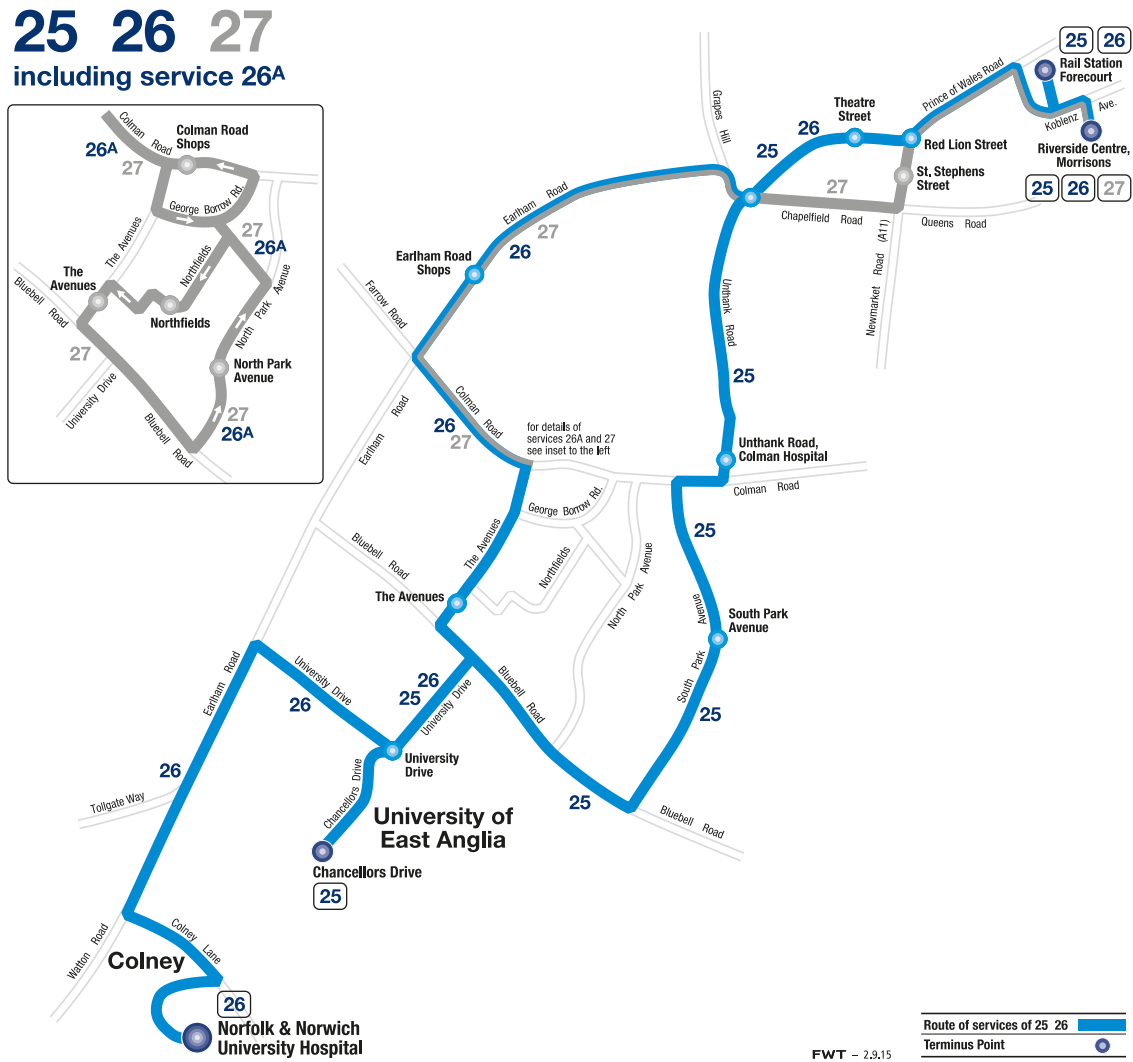 25 26 27
including service 26A
Colman Road
26A
27
Colman Road
Shops
George Borrow Rd.
27
26A
The Avenues
Northfields
The
Avenues
Bluebell Road
Northfields
North Park Avenue
27
University Drive
North Park
Avenue
27
26A
Bluebell Road
25 26
Rail Station
Forecourt
Prince of Wales Road
Koblenz Ave.
Riverside Centre,
Morrisons
25 26 27
Grapes Hill
Theatre
Street
26
25
Red Lion Street
St. Stephens
Street
27
Chapelfield Road
Queens Road
Newmarket Road (A11)
Earlham Road
27
26
Earlham Road
Shops
Farrow Road
Unthank Road
25
Colman Road
26
27
for details of
services 26A and 27
see inset to the left
Earlham Road
Unthank Road,
Colman Hospital
Colman Road
George Borrow Rd.
25
Bluebell Road
The Avenues
Northfields
North Park Avenue
The Avenues
South Park Avenue
South Park
Avenue
25
Earlham Road
University Drive
26
26
25
University Drive
Bluebell Road
University
Drive
26
Tollgate Way
Chancellors Drive
25
Bluebell Road
University of
East Anglia
Chancellors Drive
25
Watton Road
Colney Lane
Colney
26
Norfolk & Norwich
University Hospital
Route of services of 25 26
Terminus Point
FWT – 2.9.15